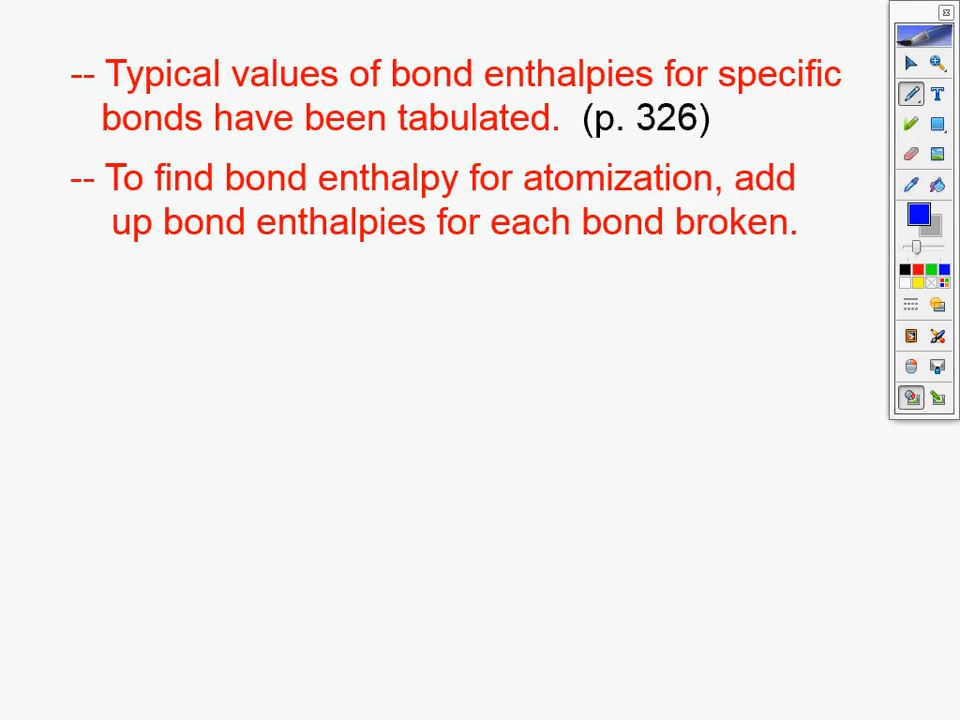 -- Typical values of bond enthalpies for specific
bonds have been tabulated. (p. 326)
-- To find bond enthalpy for atomization, add
up bond enthalpies for each bond broken.
T